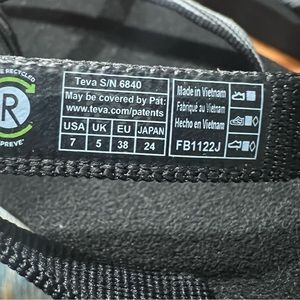 RECYCLED
R
REPREVE
Teva S/N 6840
May be covered by Pat:
www.teva.com/patents
USA UK EU JAPAN
7 5 38 24
Made in Vietnam
Fabriqué au Vietnam
Hecho en Vietnam
FB1122J